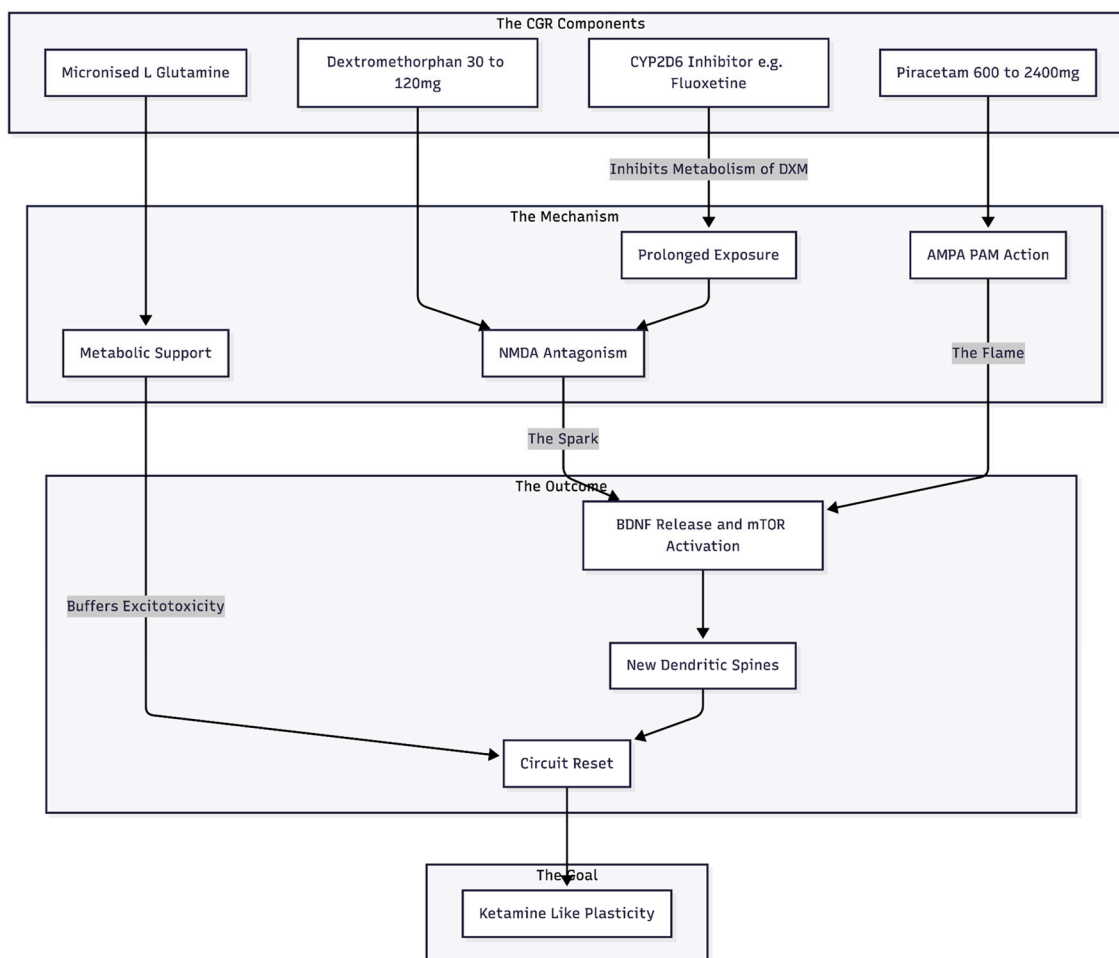 The CGR Components
Micronised L Glutamine
Dextromethorphan 30 to
120mg
CYP2D6 Inhibitor e.g.
Fluoxetine
Piracetam 600 to 2400mg
Inhibits Metabolism of DXM
The Mechanism
Prolonged Exposure
AMPA PAM Action
Metabolic Support
NMDA Antagonism
The Flame
The Spark
The Outcome
BDNF Release and mTOR
Activation
Buffers Excitotoxicity
New Dendritic Spines
Circuit Reset
The Goal
Ketamine Like Plasticity